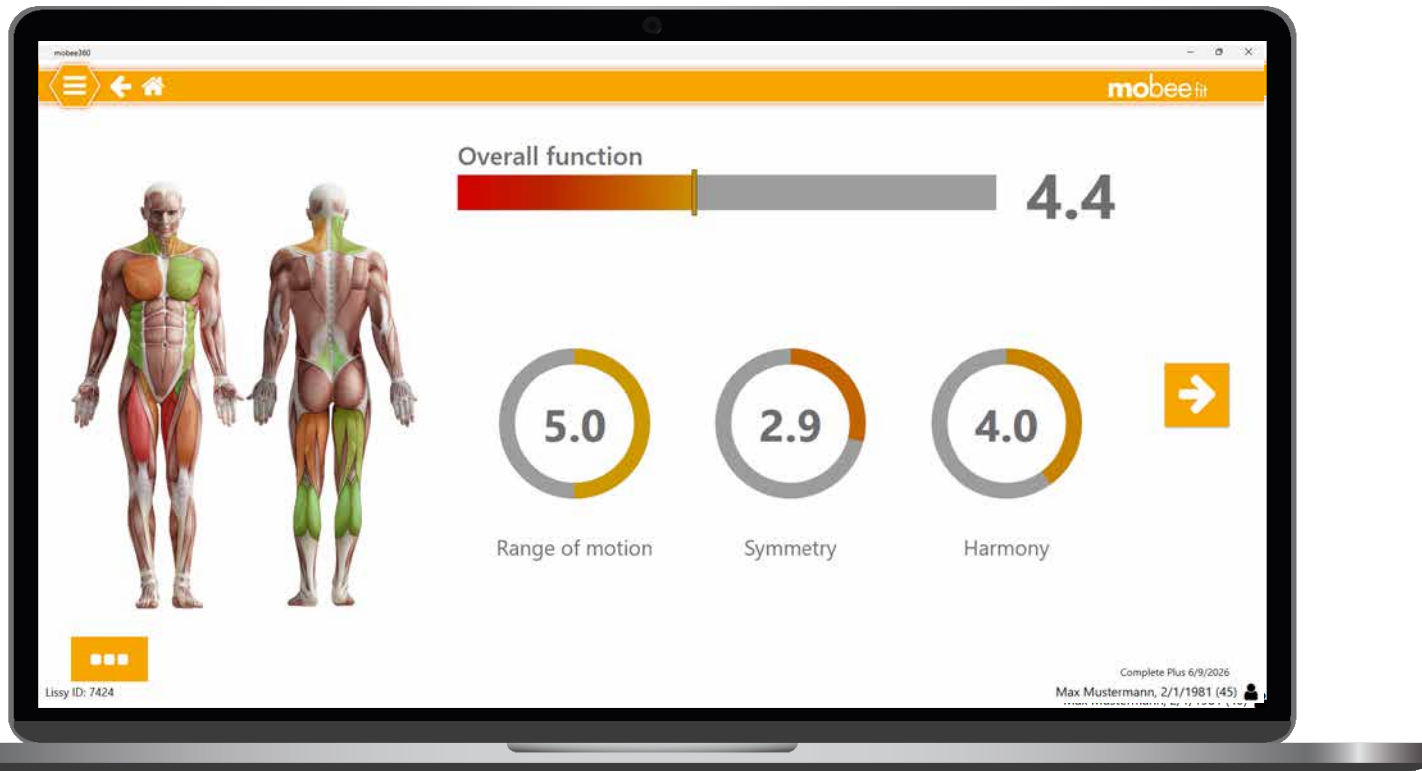 mobee360
mobee fit
Overall function
4.4
5.0
2.9
4.0
Range of motion
Symmetry
Harmony
Complete Plus 6/9/2026
Lissy ID: 7424
Max Mustermann, 2/1/1981 (45)